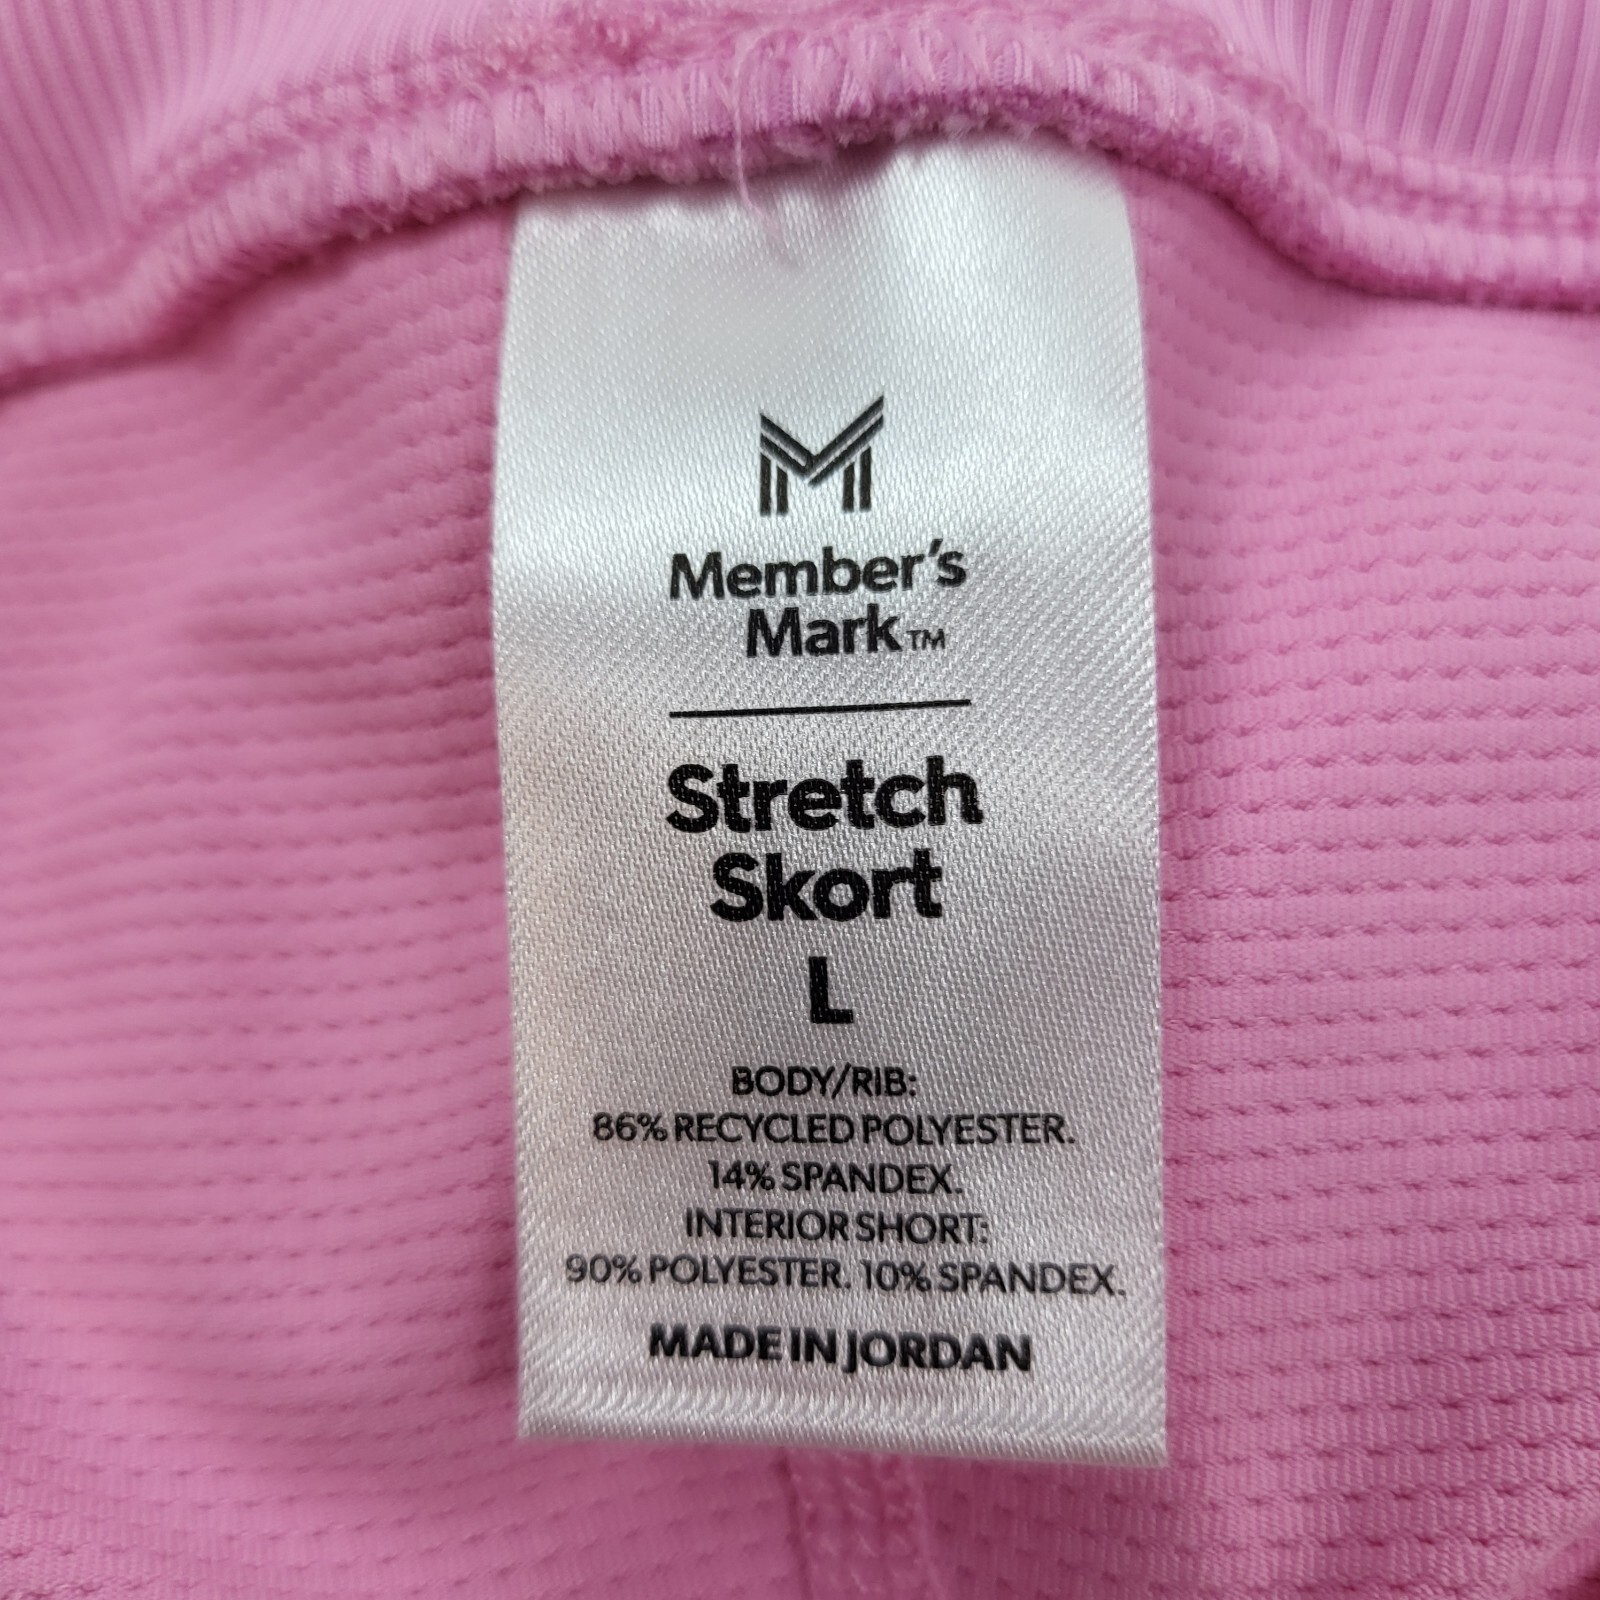 M
Member's
Mark™
Stretch
Skort
L
BODY/RIB:
86% RECYCLED POLYESTER.
14% SPANDEX.
INTERIOR SHORT:
90% POLYESTER. 10% SPANDEX.
MADE IN JORDAN